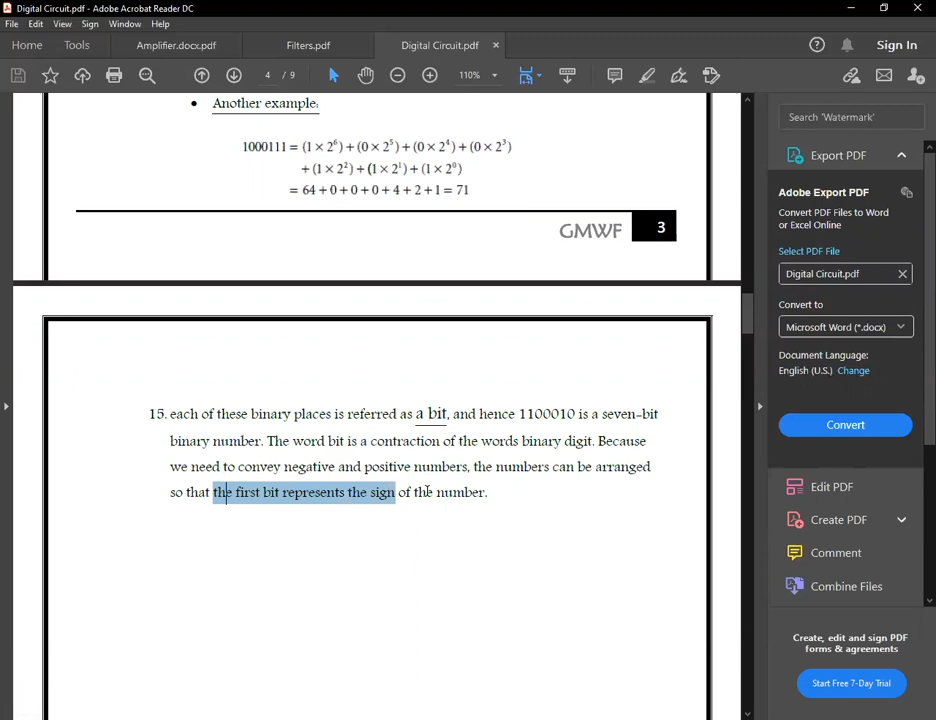 Digital Circuit.pdf - Adobe Acrobat Reader DC
File Edit View Sign Window Help
Home Tools Amplifier.docx.pdf Filters.pdf Digital Circuit.pdf × Sign In
4 / 9 110%
• Another example:
1000111 = (1 × 2⁶) + (0 × 2⁵) + (0 × 2⁴) + (0 × 2³)
+ (1 × 2²) + (1 × 2¹) + (1 × 2⁰)
= 64 + 0 + 0 + 0 + 4 + 2 + 1 = 71
GMWF 3
15. each of these binary places is referred as a bit, and hence 1100010 is a seven-bit
binary number. The word bit is a contraction of the words binary digit. Because
we need to convey negative and positive numbers, the numbers can be arranged
so that the first bit represents the sign of the number.
Search 'Watermark'
Export PDF
Adobe Export PDF
Convert PDF Files to Word
or Excel Online
Select PDF File
Digital Circuit.pdf
Convert to
Microsoft Word (*.docx)
Document Language:
English (U.S.) Change
Convert
Edit PDF
Create PDF
Comment
Combine Files
Create, edit and sign PDF
forms & agreements
Start Free 7-Day Trial